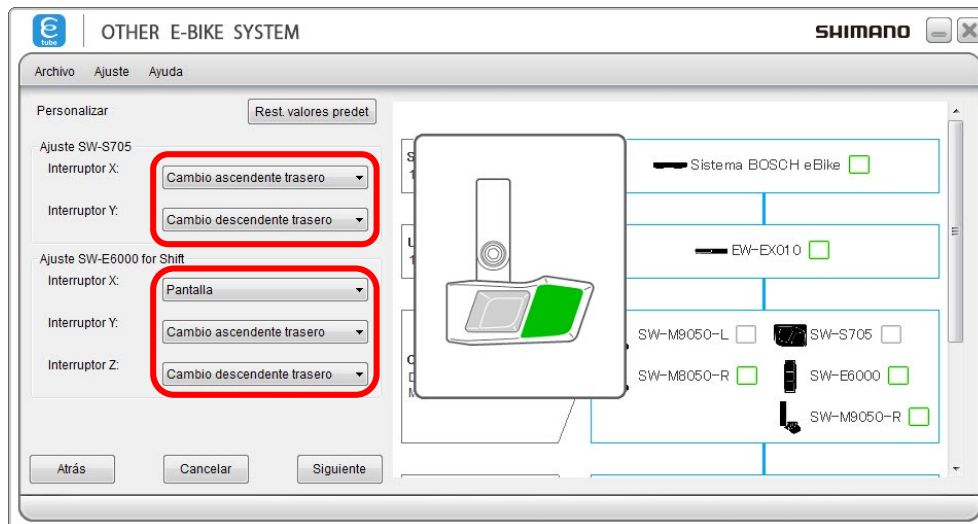 E
tube
OTHER E-BIKE SYSTEM
SHIMANO
Archivo Ajuste Ayuda
Personalizar
Rest. valores predet
Ajuste SW-S705
Interruptor X:
Cambio ascendente trasero
Interruptor Y:
Cambio descendente trasero
Ajuste SW-E6000 for Shift
Interruptor X:
Pantalla
Interruptor Y:
Cambio ascendente trasero
Interruptor Z:
Cambio descendente trasero
Atrás
Cancelar
Siguiente
Sistema BOSCH eBike
EW-EX010
SW-M9050-L
SW-S705
SW-M8050-R
SW-E6000
SW-M9050-R